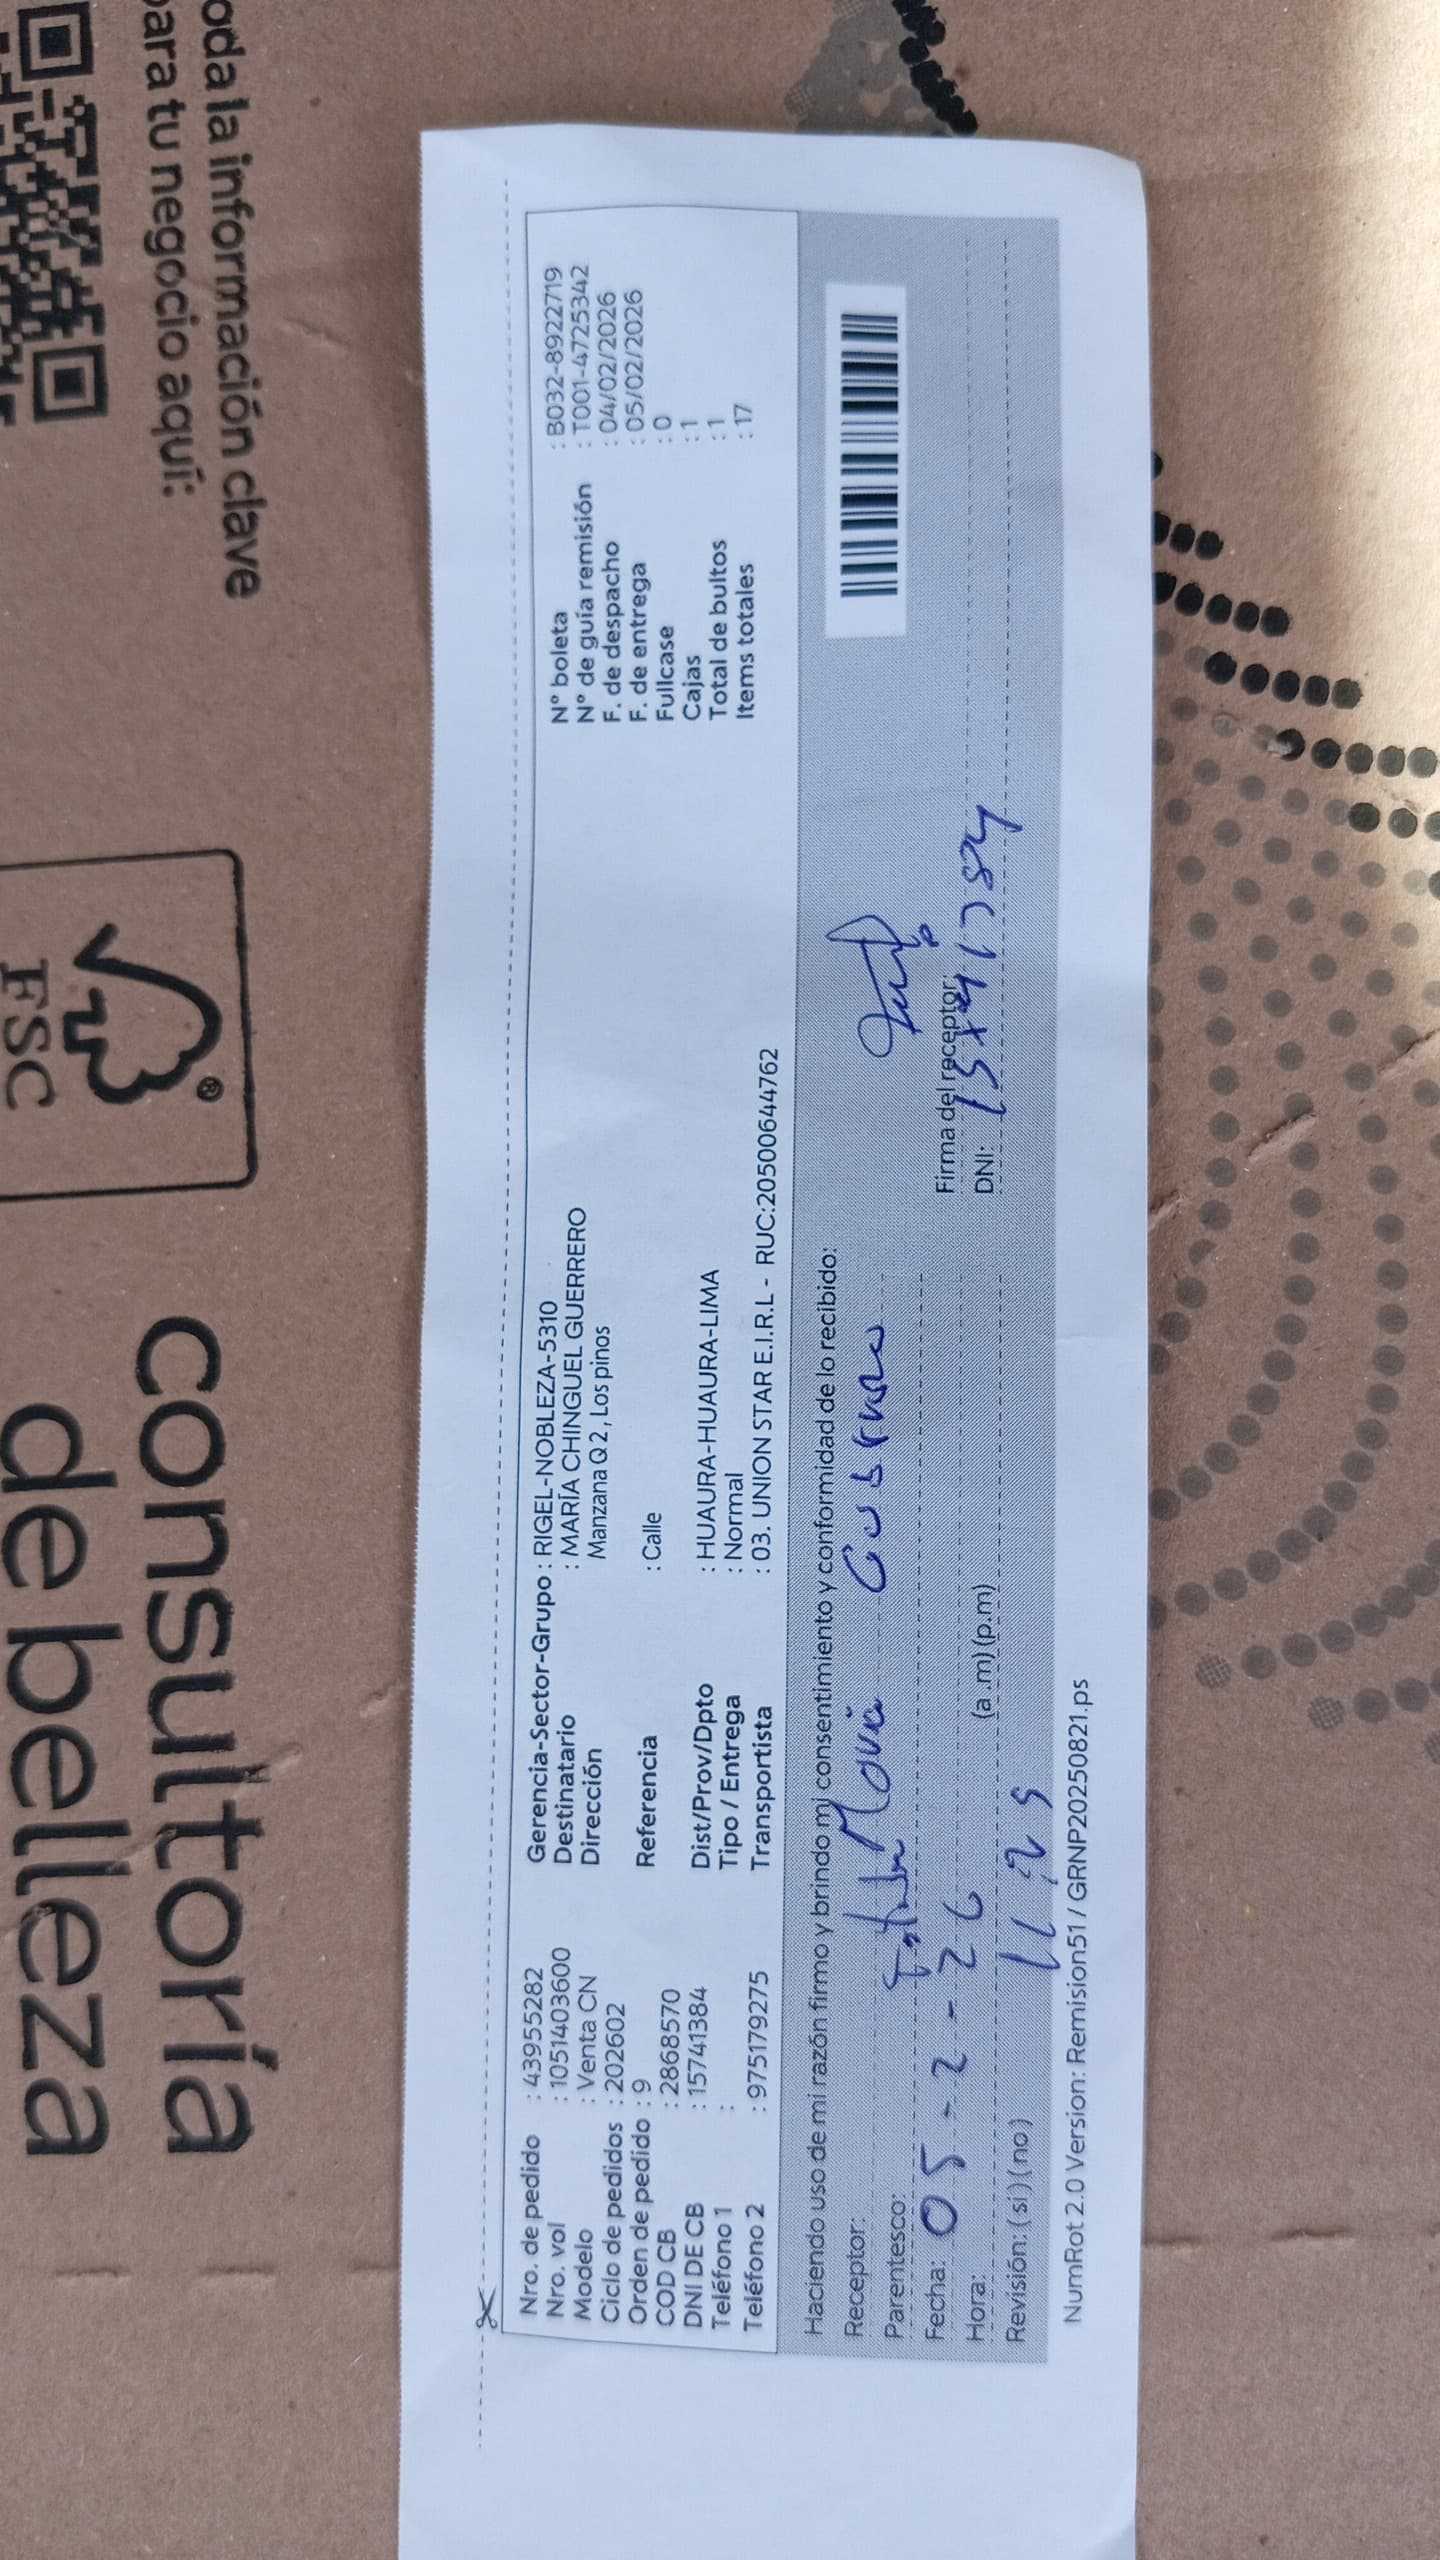 oda la información clave
para tu negocio aquí:
FSC
®
consultoría
de belleza
Nro. de pedido : 43955282
Nro. vol : 1051403600
Modelo : Venta CN
Ciclo de pedidos : 202602
Orden de pedido : 9
COD CB : 2868570
DNI DE CB : 15741384
Teléfono 1 :
Teléfono 2 : 975179275
Gerencia-Sector-Grupo : RIGEL-NOBLEZA-5310
Destinatario : MARÍA CHINGUEL GUERRERO
Dirección Manzana Q 2 , Los pinos
Referencia : Calle
Dist/Prov/Dpto : HUAURA-HUAURA-LIMA
Tipo / Entrega : Normal
Transportista : 03. UNION STAR E.I.R.L - RUC:20500644762
N° boleta : B032-8922719
N° de guía remisión : T001-4725342
F. de despacho : 04/02/2026
F. de entrega : 05/02/2026
Fullcase : 0
Cajas : 1
Total de bultos : 1
Items totales : 17
Haciendo uso de mi razón firmo y brindo mi consentimiento y conformidad de lo recibido:
Receptor:
Parentesco:
Fecha: 05-2-26
Hora: 11:29 (a .m) (p.m)
Revisión: ( si ) ( no )
Firma del receptor:
DNI:
NumRot 2.0 Version: Remision51 / GRNP20250821.ps